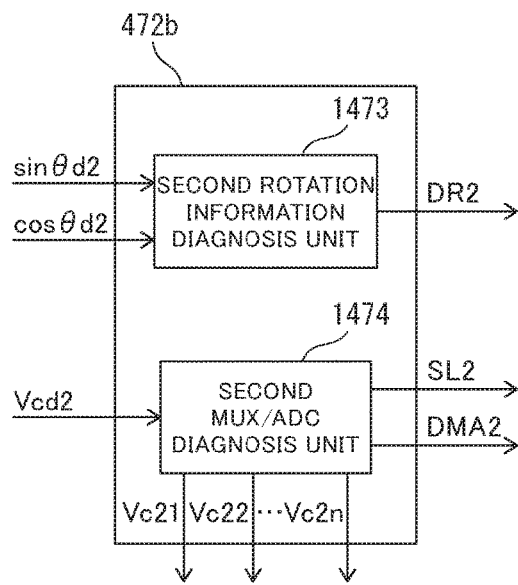 472b
1473
sinθd2
cosθd2
SECOND ROTATION
INFORMATION
DIAGNOSIS UNIT
DR2
1474
Vcd2
SECOND
MUX/ADC
DIAGNOSIS UNIT
SL2
DMA2
Vc21 Vc22 ⋯Vc2n